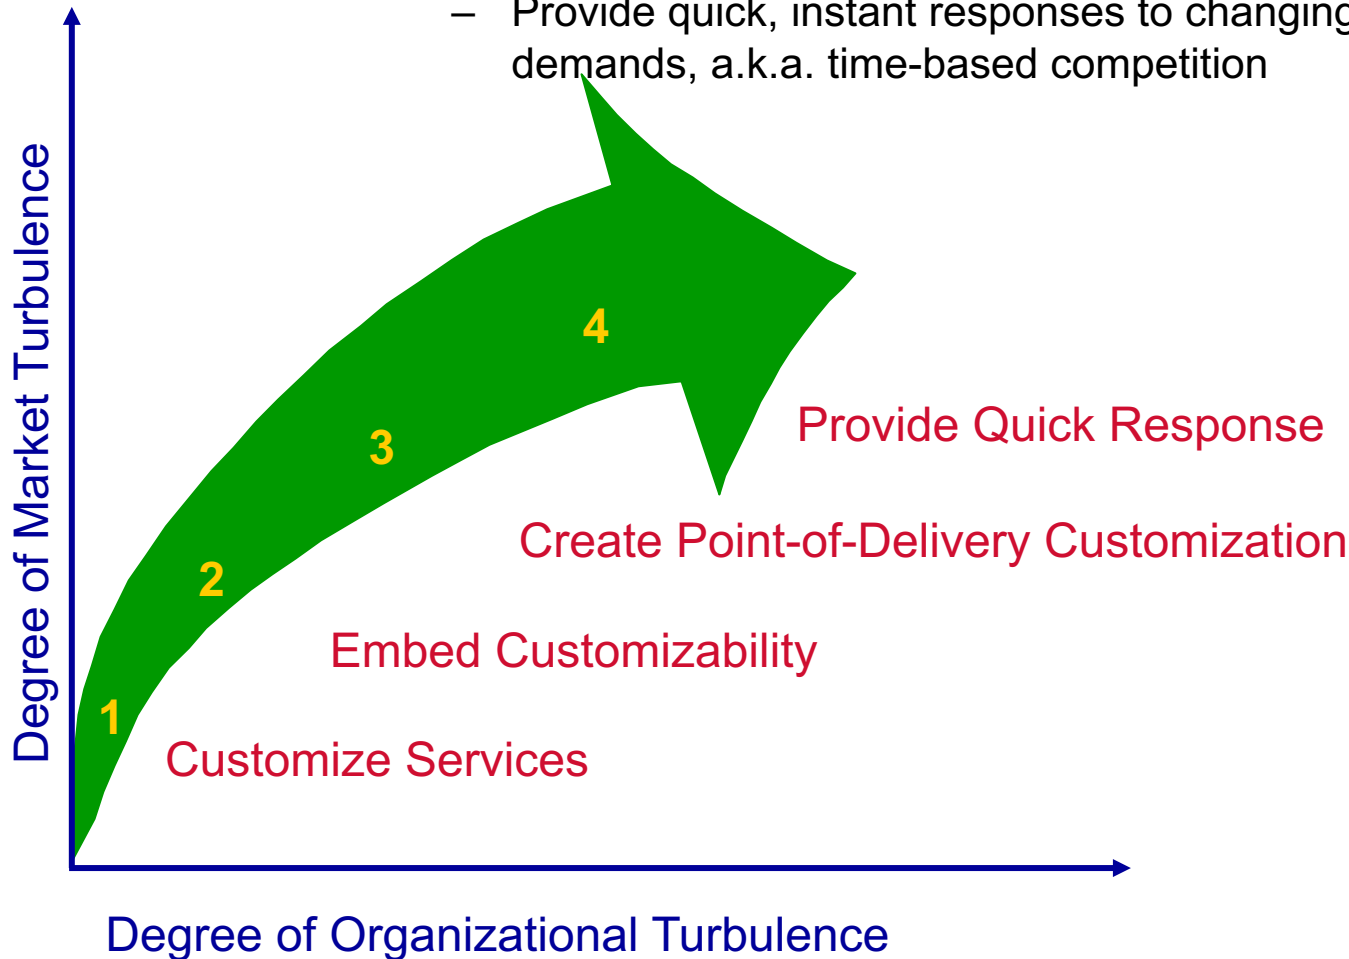 – Provide quick, instant responses to changing
demands, a.k.a. time-based competition
Degree of Market Turbulence
4
3
Provide Quick Response
Create Point-of-Delivery Customization
2
Embed Customizability
1
Customize Services
Degree of Organizational Turbulence